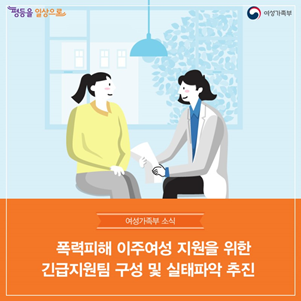 평등을 일상으로
여성가족부
여성가족부 소식
폭력피해 이주여성 지원을 위한
긴급지원팀 구성 및 실태파악 추진